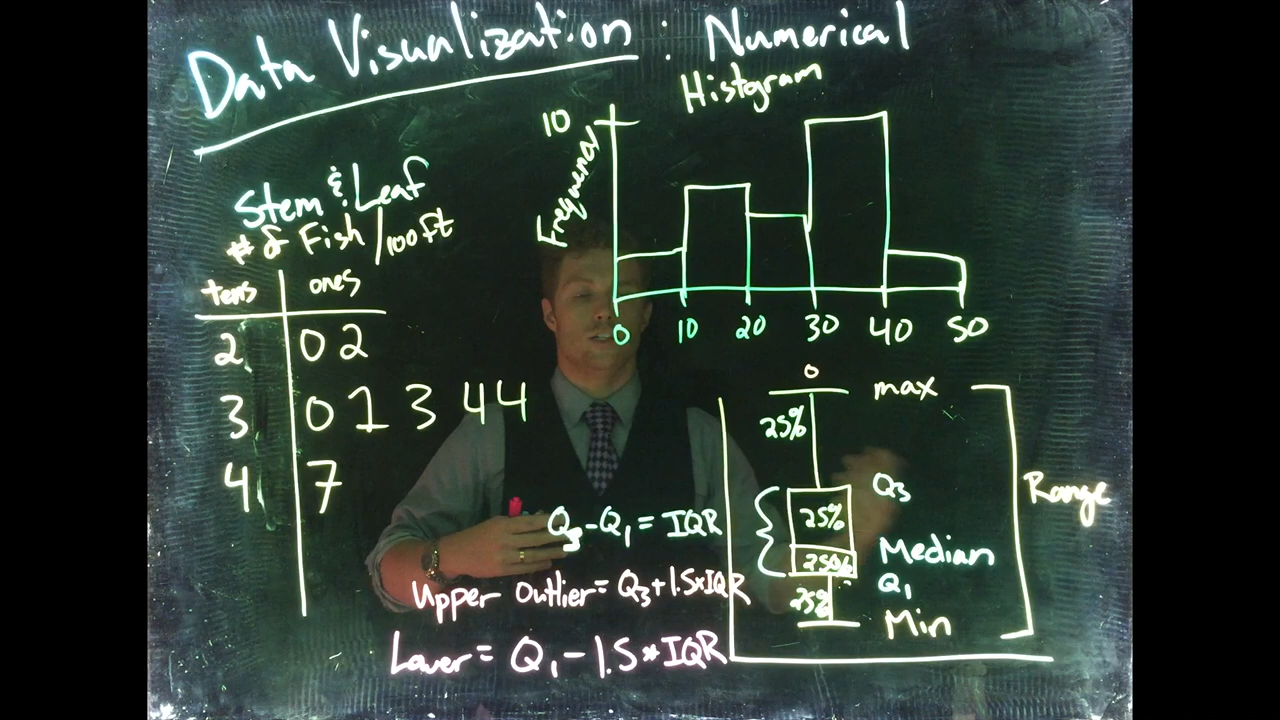 Data Visualization : Numerical
Histogram
10
Frequency
0 10 20 30 40 50
Stem & Leaf
# of Fish/100ft
tens ones
2 0 2
3 0 1 3 4 4
4 7
max
25%
Q3
25%
Median
25%
Q1
25%
Min
Range
Q3-Q1 = IQR
Upper Outlier = Q3+1.5*IQR
Lower = Q1-1.5*IQR